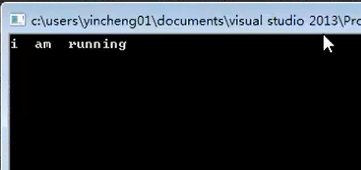 c:\users\yincheng01\documents\visual studio 2013\Pro
i am running